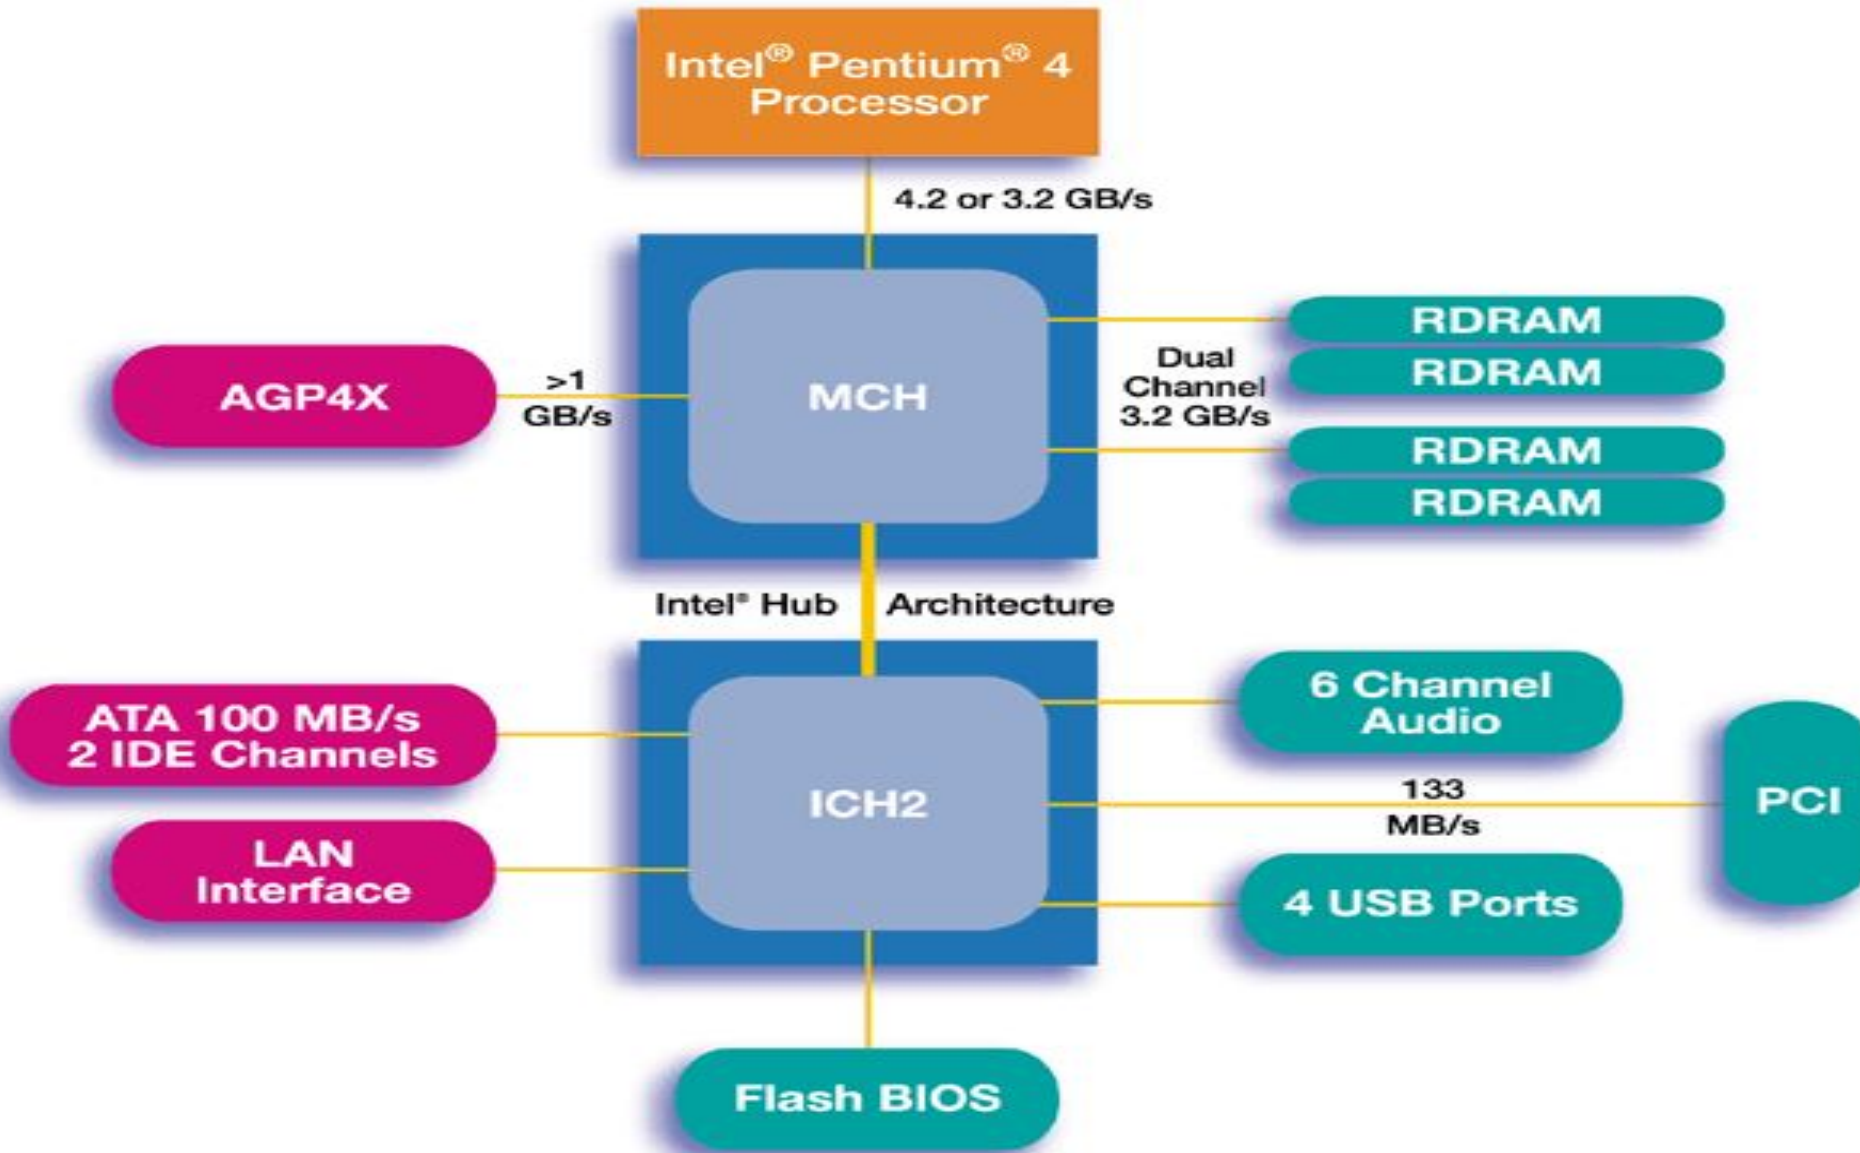 Intel® Pentium® 4
Processor
4.2 or 3.2 GB/s
RDRAM
RDRAM
Dual
Channel
3.2 GB/s
RDRAM
RDRAM
AGP4X
>1
GB/s
MCH
Intel® Hub Architecture
6 Channel
Audio
ATA 100 MB/s
2 IDE Channels
133
MB/s
PCI
ICH2
LAN
Interface
4 USB Ports
Flash BIOS